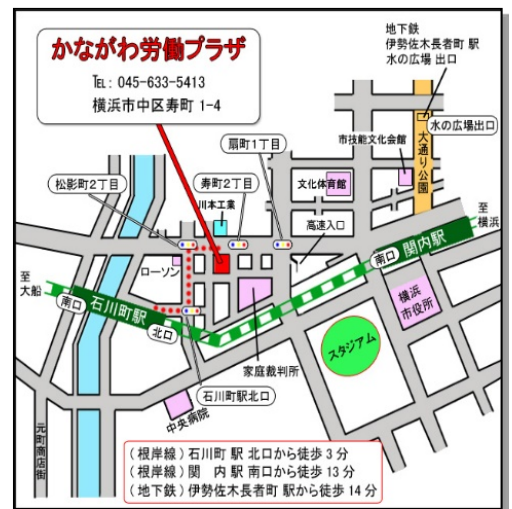 かながわ労働プラザ
℡: 045-633-5413
横浜市中区寿町 1-4
地下鉄
伊勢佐木長者町 駅
水の広場 出口
水の広場出口
大通り公園
扇町1丁目
市技能文化会館
松影町2丁目
寿町2丁目
文化体育館
川本工業
高速入口
至
横浜
関内駅
南口
ローソン
至
大船
南口
石川町駅
北口
横浜
市役所
スタジアム
家庭裁判所
石川町駅北口
中央病院
元町商店街
(根岸線) 石川町 駅 北口から徒歩 3 分
(根岸線) 関 内 駅 南口から徒歩 13 分
(地下鉄) 伊勢佐木長者町 駅から徒歩 14 分